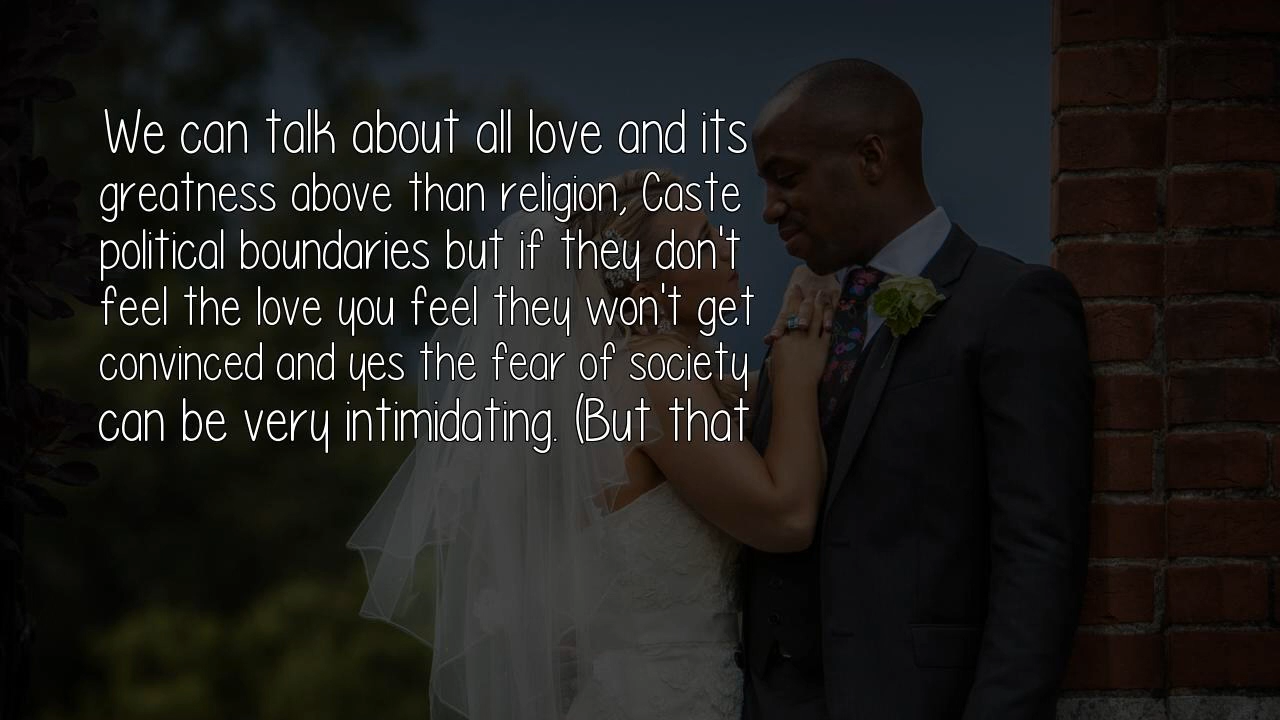 We can talk about all love and its
greatness above than religion, Caste
political boundaries but if they don't
feel the love you feel they won't get
convinced and yes the fear of society
can be very intimidating. (But that